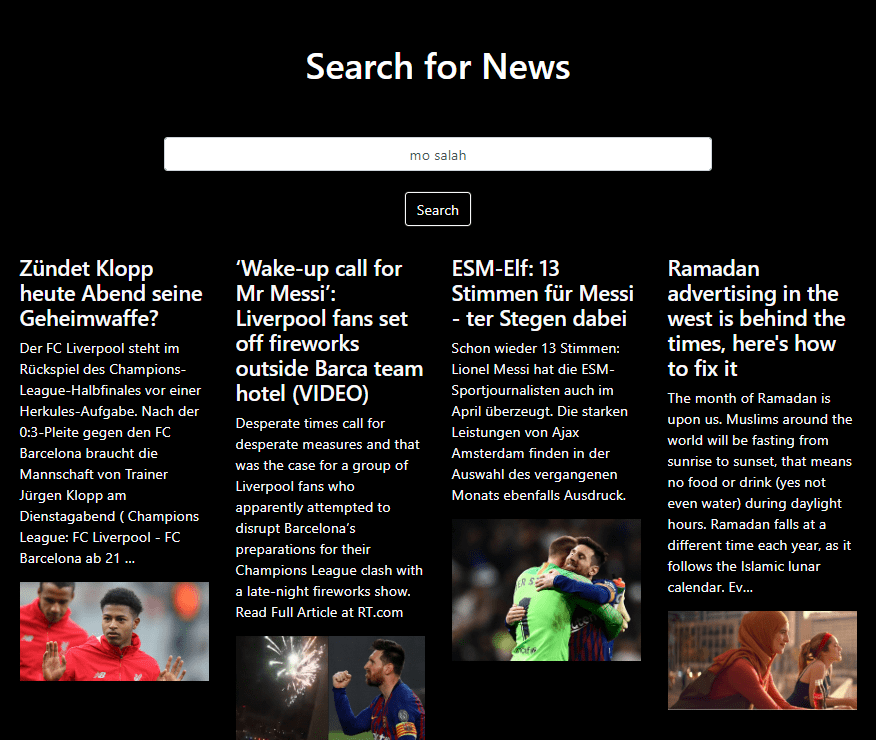 Search for News
mo salah
Search
Zündet Klopp
heute Abend seine
Geheimwaffe?
Der FC Liverpool steht im
Rückspiel des Champions-
League-Halbfinales vor einer
Herkules-Aufgabe. Nach der
0:3-Pleite gegen den FC
Barcelona braucht die
Mannschaft von Trainer
Jürgen Klopp am
Dienstagabend ( Champions
League: FC Liverpool - FC
Barcelona ab 21 ...
‘Wake-up call for
Mr Messi’:
Liverpool fans set
off fireworks
outside Barca team
hotel (VIDEO)
Desperate times call for
desperate measures and that
was the case for a group of
Liverpool fans who
apparently attempted to
disrupt Barcelona’s
preparations for their
Champions League clash with
a late-night fireworks show.
Read Full Article at RT.com
ESM-Elf: 13
Stimmen für Messi
- ter Stegen dabei
Schon wieder 13 Stimmen:
Lionel Messi hat die ESM-
Sportjournalisten auch im
April überzeugt. Die starken
Leistungen von Ajax
Amsterdam finden in der
Auswahl des vergangenen
Monats ebenfalls Ausdruck.
Ramadan
advertising in the
west is behind the
times, here's how
to fix it
The month of Ramadan is
upon us. Muslims around the
world will be fasting from
sunrise to sunset, that means
no food or drink (yes not
even water) during daylight
hours. Ramadan falls at a
different time each year, as it
follows the Islamic lunar
calendar. Ev...